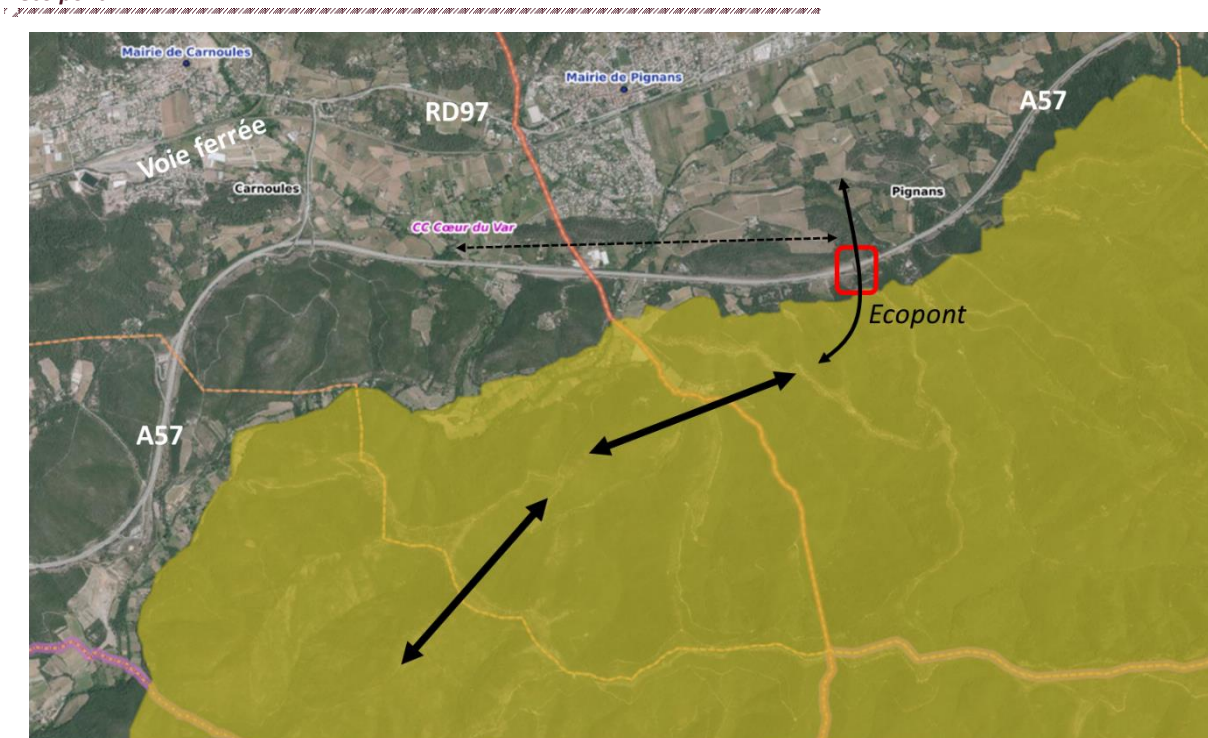 Mairie de Carnoules
Mairie de Pignans
RD97
A57
Voie ferrée
Carnoules
Pignans
CC Cœur du Var
Ecopont
A57